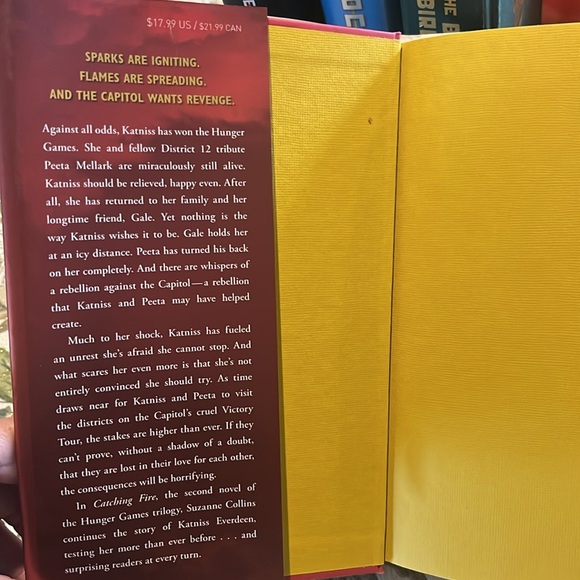 $17.99 US / $21.99 CAN
SPARKS ARE IGNITING.
FLAMES ARE SPREADING.
AND THE CAPITOL WANTS REVENGE.
Against all odds, Katniss has won the Hunger
Games. She and fellow District 12 tribute
Peeta Mellark are miraculously still alive.
Katniss should be relieved, happy even. After
all, she has returned to her family and her
longtime friend, Gale. Yet nothing is the
way Katniss wishes it to be. Gale holds her
at an icy distance. Peeta has turned his back
on her completely. And there are whispers of
a rebellion against the Capitol—a rebellion
that Katniss and Peeta may have helped
create.
Much to her shock, Katniss has fueled
an unrest she's afraid she cannot stop. And
what scares her even more is that she's not
entirely convinced she should try. As time
draws near for Katniss and Peeta to visit
the districts on the Capitol's cruel Victory
Tour, the stakes are higher than ever. If they
can't prove, without a shadow of a doubt,
that they are lost in their love for each other,
the consequences will be horrifying.
In Catching Fire, the second novel of
the Hunger Games trilogy, Suzanne Collins
continues the story of Katniss Everdeen,
testing her more than ever before . . . and
surprising readers at every turn.